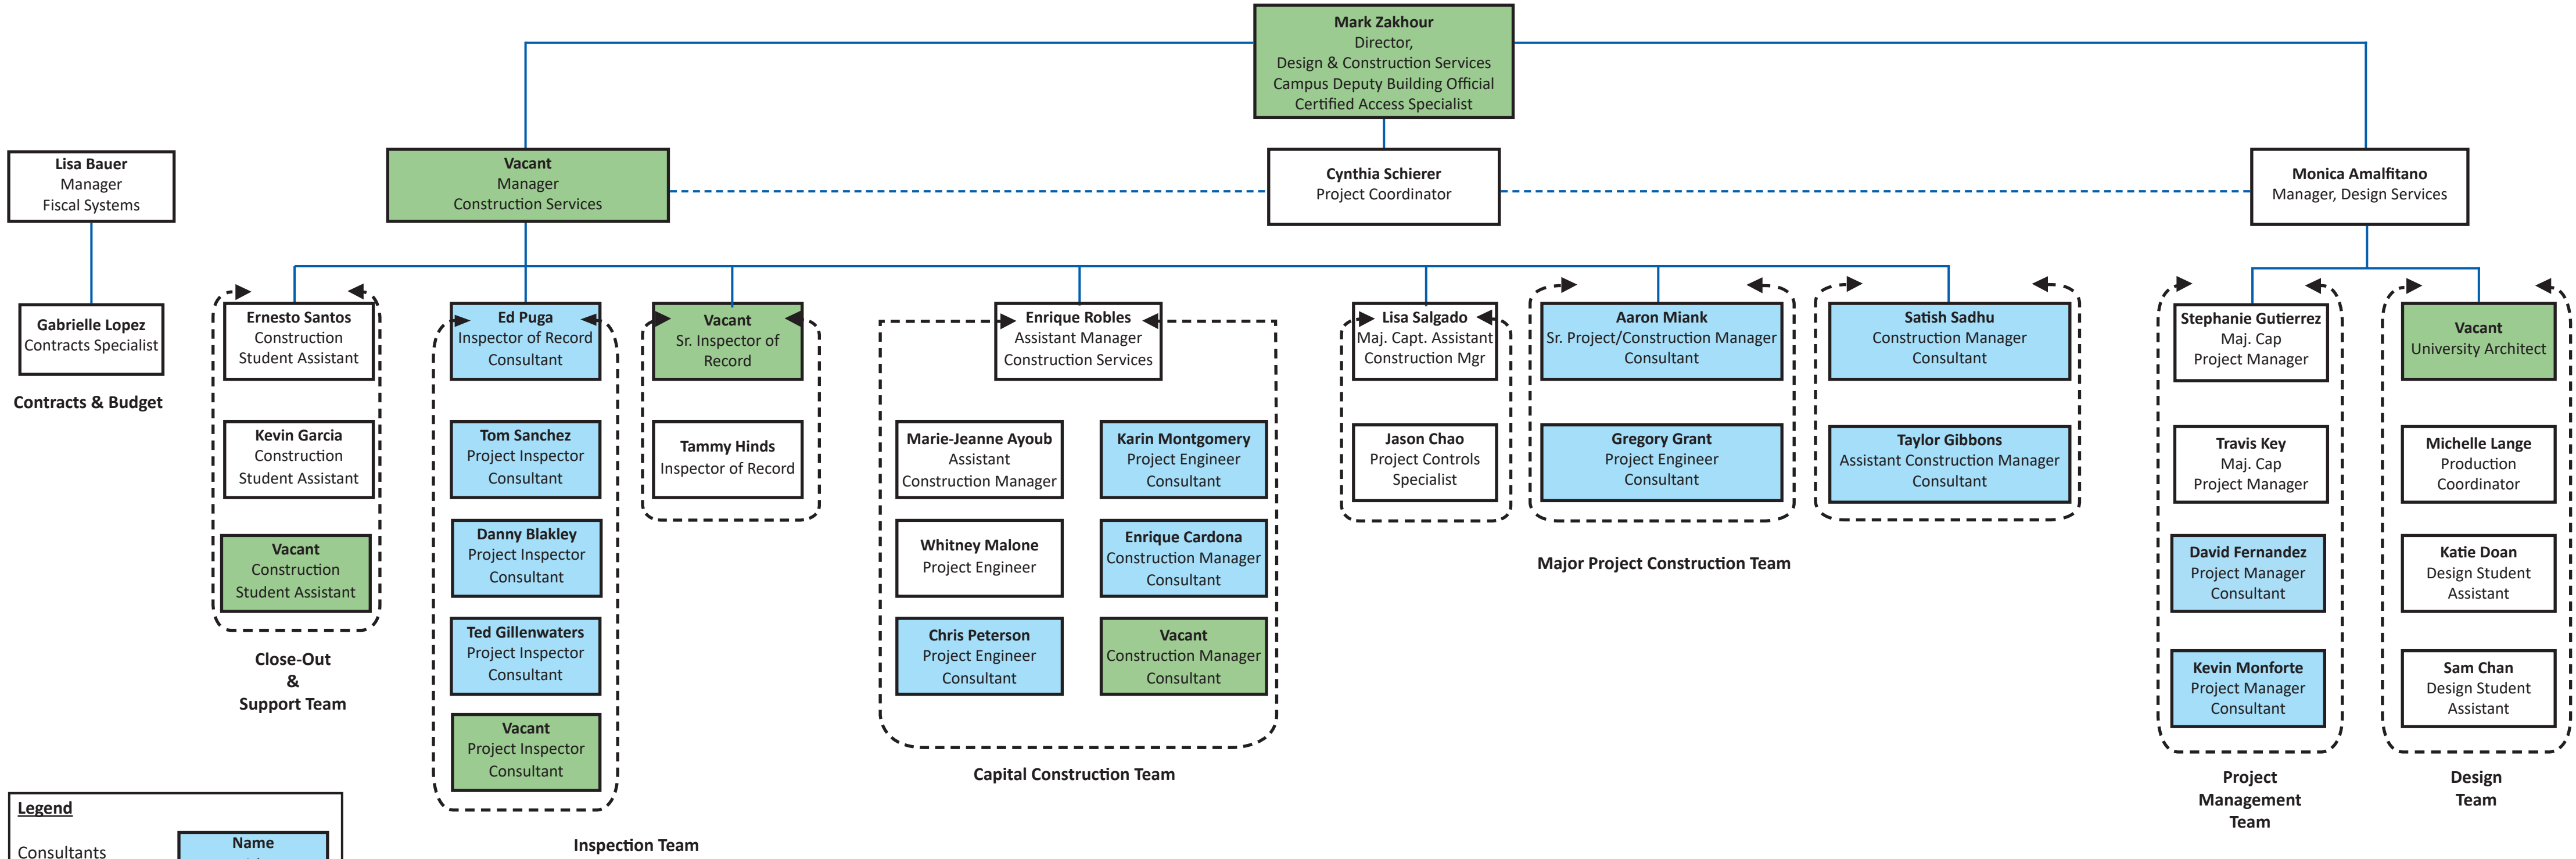 Mark Zakhour
Director,
Design & Construction Services
Campus Deputy Building Official
Certified Access Specialist
Lisa Bauer
Manager
Fiscal Systems
Vacant
Manager
Construction Services
Cynthia Schierer
Project Coordinator
Monica Amalfitano
Manager, Design Services
Gabrielle Lopez
Contracts Specialist
Contracts & Budget
Ernesto Santos
Construction
Student Assistant
Kevin Garcia
Construction
Student Assistant
Vacant
Construction
Student Assistant
Close-Out
&
Support Team
Ed Puga
Inspector of Record
Consultant
Tom Sanchez
Project Inspector
Consultant
Danny Blakley
Project Inspector
Consultant
Ted Gillenwaters
Project Inspector
Consultant
Vacant
Project Inspector
Consultant
Vacant
Sr. Inspector of
Record
Tammy Hinds
Inspector of Record
Inspection Team
Enrique Robles
Assistant Manager
Construction Services
Marie-Jeanne Ayoub
Assistant
Construction Manager
Whitney Malone
Project Engineer
Chris Peterson
Project Engineer
Consultant
Karin Montgomery
Project Engineer
Consultant
Enrique Cardona
Construction Manager
Consultant
Vacant
Construction Manager
Consultant
Capital Construction Team
Lisa Salgado
Maj. Capt. Assistant
Construction Mgr
Jason Chao
Project Controls
Specialist
Aaron Miank
Sr. Project/Construction Manager
Consultant
Gregory Grant
Project Engineer
Consultant
Satish Sadhu
Construction Manager
Consultant
Taylor Gibbons
Assistant Construction Manager
Consultant
Major Project Construction Team
Stephanie Gutierrez
Maj. Cap
Project Manager
Travis Key
Maj. Cap
Project Manager
David Fernandez
Project Manager
Consultant
Kevin Monforte
Project Manager
Consultant
Project
Management
Team
Vacant
University Architect
Michelle Lange
Production
Coordinator
Katie Doan
Design Student
Assistant
Sam Chan
Design Student
Assistant
Design
Team
Legend
Consultants
Name